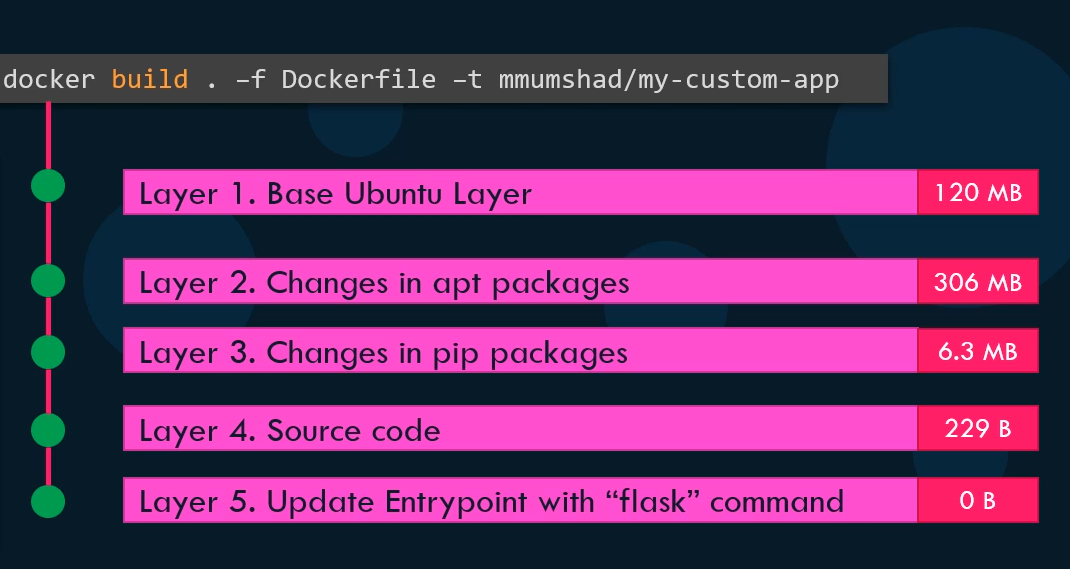 docker build . –f Dockerfile –t mmumshad/my-custom-app
Layer 1. Base Ubuntu Layer 120 MB
Layer 2. Changes in apt packages 306 MB
Layer 3. Changes in pip packages 6.3 MB
Layer 4. Source code 229 B
Layer 5. Update Entrypoint with “flask” command 0 B